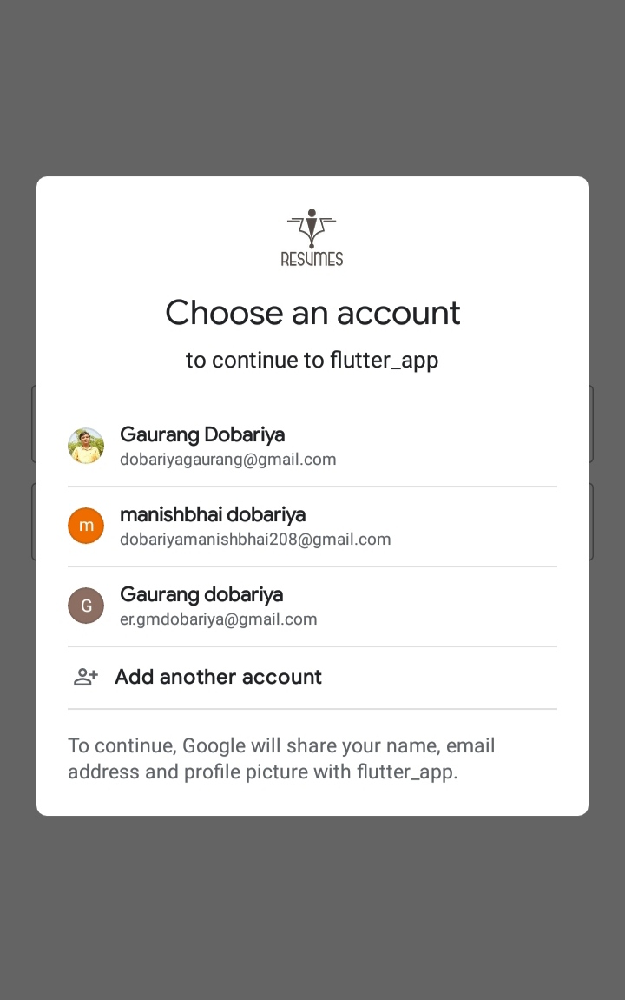 RESUMES
Choose an account
to continue to flutter_app
Gaurang Dobariya
dobariyagaurang@gmail.com
m
manishbhai dobariya
dobariyamanishbhai208@gmail.com
G
Gaurang dobariya
er.gmdobariya@gmail.com
Add another account
To continue, Google will share your name, email
address and profile picture with flutter_app.